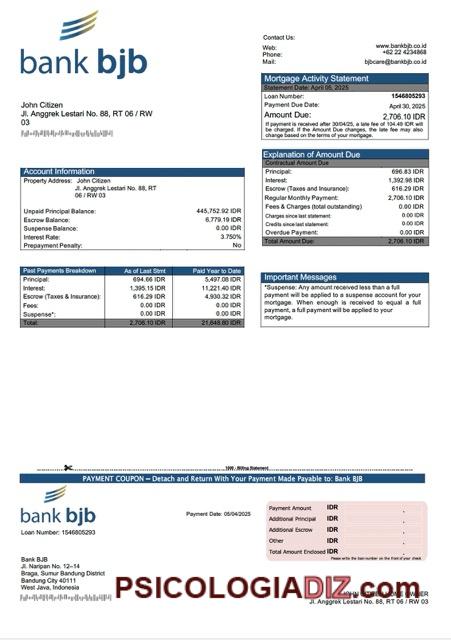 bank bjb
Contact Us:
Web: www.bankbjb.co.id
Phone: +62 22 4234868
Mail: bjbcare@bankbjb.co.id
Mortgage Activity Statement
Statement Date: April 05, 2025
Loan Number: 1546805293
Payment Due Date: April 30, 2025
Amount Due: 2,706.10 IDR
If payment is received after 30/04/25, a late fee of 104.49 IDR will
be charged. If the Amount Due changes, the late fee may also
change based on the terms of your mortgage.
John Citizen
Jl. Anggrek Lestari No. 88, RT 06 / RW
03
Explanation of Amount Due
Contractual Amount Due
Principal: 696.83 IDR
Interest: 1,392.98 IDR
Escrow (Taxes and Insurance): 616.29 IDR
Regular Monthly Payment: 2,706.10 IDR
Fees & Charges (total outstanding) 0.00 IDR
Charges since last statement: 0.00 IDR
Credits since last statement: 0.00 IDR
Overdue Payment: 0.00 IDR
Total Amount Due: 2,706.10 IDR
Account Information
Property Address: John Citizen
Jl. Anggrek Lestari No. 88, RT
06 / RW 03
Unpaid Principal Balance: 445,752.92 IDR
Escrow Balance: 6,779.19 IDR
Suspense Balance: 0.00 IDR
Interest Rate: 3.750%
Prepayment Penalty: No
Past Payments Breakdown As of Last Stmt Paid Year to Date
Principal: 694.66 IDR 5,497.08 IDR
Interest: 1,395.15 IDR 11,221.40 IDR
Escrow (Taxes & Insurance): 616.29 IDR 4,930.32 IDR
Fees: 0.00 IDR 0.00 IDR
Suspense*: 0.00 IDR 0.00 IDR
Total: 2,706.10 IDR 21,648.80 IDR
Important Messages
*Suspense: Any amount received less than a full
payment will be applied to a suspense account for your
mortgage. When enough is received to equal a full
payment, a full payment will be applied to your
mortgage.
1000 - Billing Statement
PAYMENT COUPON – Detach and Return With Your Payment Made Payable to: Bank BJB
bank bjb
Loan Number: 1546805293
Payment Date: 05/04/2025
Payment Amount IDR .
Additional Principal IDR .
Additional Escrow IDR .
Other IDR .
Total Amount Enclosed IDR .
Please write the loan number on the front of your check.
Bank BJB
Jl. Naripan No. 12–14
Braga, Sumur Bandung District
Bandung City 40111
West Java, Indonesia
PSICOLOGIADIZ.com
Jl. Anggrek Lestari No. 88, RT 06 / RW 03